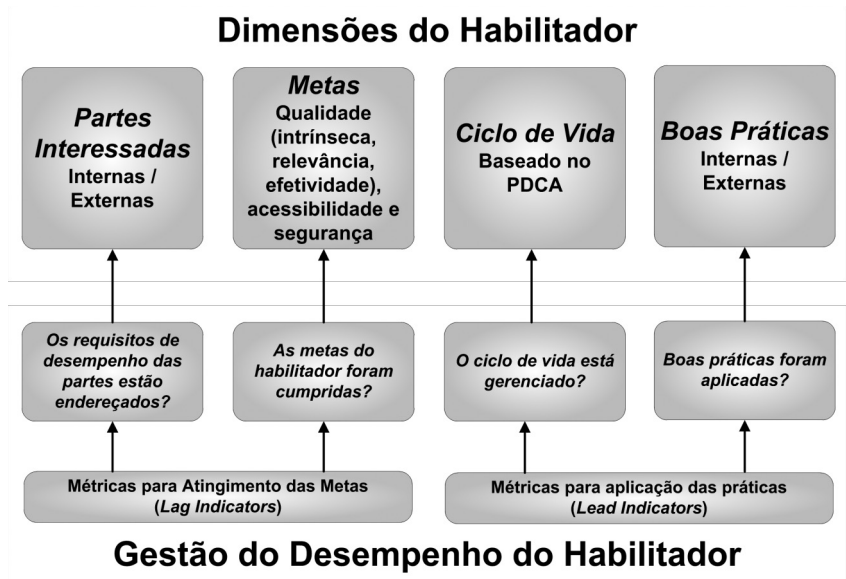 Dimensões do Habilitador
Partes
Interessadas
Internas /
Externas
Metas
Qualidade
(intrínseca,
relevância,
efetividade),
acessibilidade e
segurança
Ciclo de Vida
Baseado no
PDCA
Boas Práticas
Internas /
Externas
Os requisitos de
desempenho das
partes estão
endereçados?
As metas do
habilitador foram
cumpridas?
O ciclo de vida está
gerenciado?
Boas práticas foram
aplicadas?
Métricas para Atingimento das Metas
(Lag Indicators)
Métricas para aplicação das práticas
(Lead Indicators)
Gestão do Desempenho do Habilitador